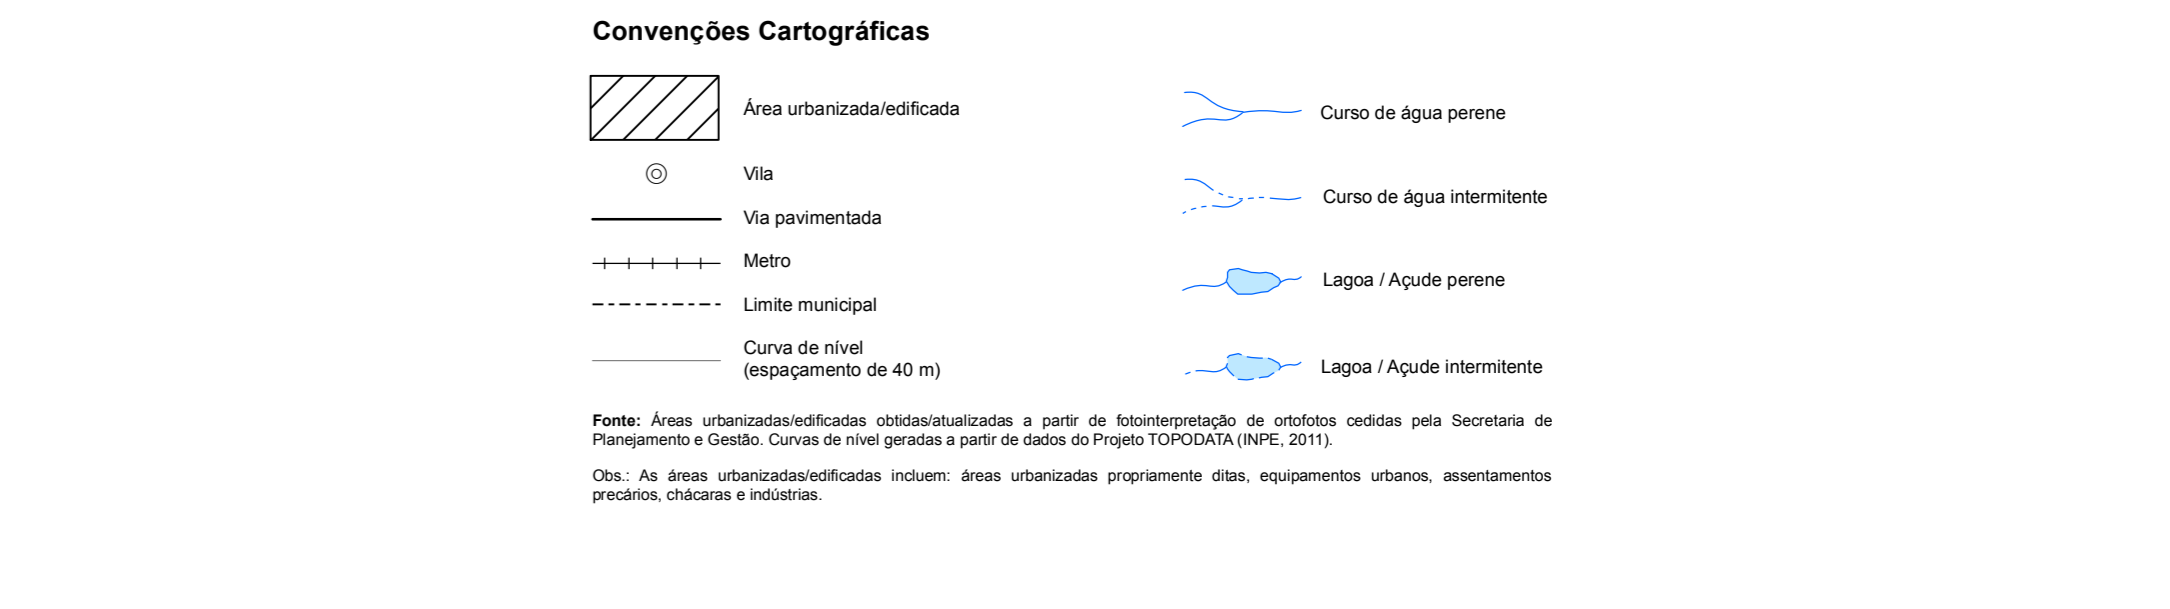 Convenções Cartográficas
Área urbanizada/edificada
Vila
Via pavimentada
Metro
Limite municipal
Curva de nível
(espaçamento de 40 m)
Curso de água perene
Curso de água intermitente
Lagoa / Açude perene
Lagoa / Açude intermitente
Fonte: Áreas urbanizadas/edificadas obtidas/atualizadas a partir de fotointerpretação de ortofotos cedidas pela Secretaria de
Planejamento e Gestão. Curvas de nível geradas a partir de dados do Projeto TOPODATA (INPE, 2011).
Obs.: As áreas urbanizadas/edificadas incluem: áreas urbanizadas propriamente ditas, equipamentos urbanos, assentamentos
precários, chácaras e indústrias.